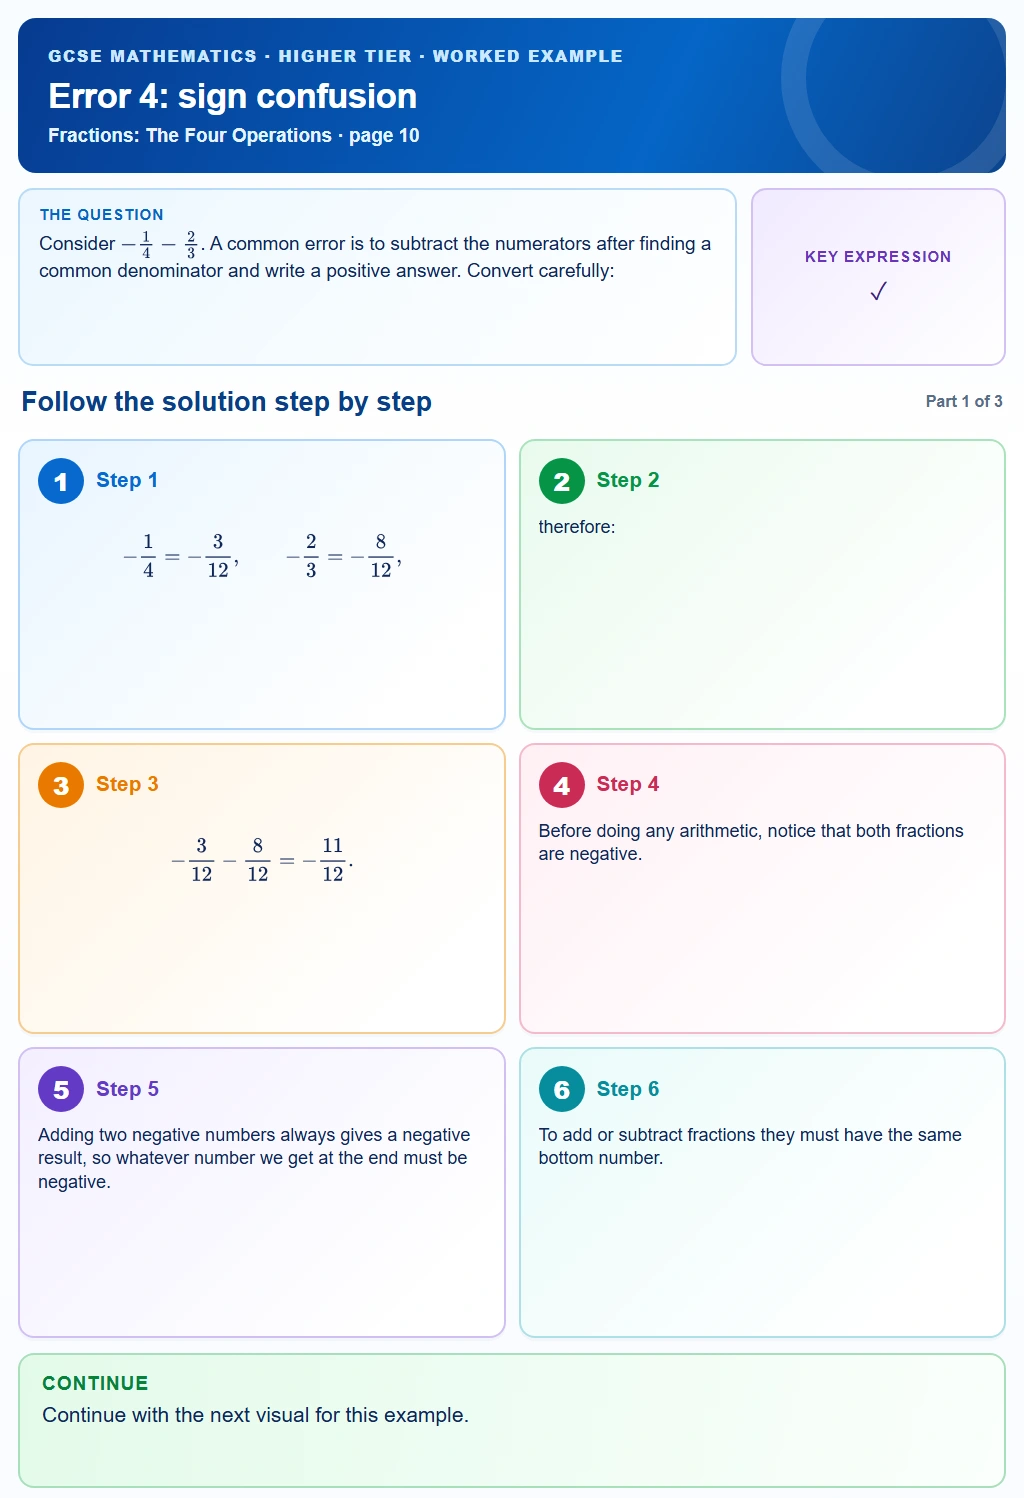 GCSE MATHEMATICS · HIGHER TIER · WORKED EXAMPLE
Error 4: sign confusion
Fractions: The Four Operations · page 10
THE QUESTION
Consider −1/4 − 2/3. A common error is to subtract the numerators after finding a
common denominator and write a positive answer. Convert carefully:
KEY EXPRESSION
✓
Follow the solution step by step
Part 1 of 3
1 Step 1
−1/4 = −3/12, −2/3 = −8/12,
2 Step 2
therefore:
3 Step 3
−3/12 − 8/12 = −11/12.
4 Step 4
Before doing any arithmetic, notice that both fractions
are negative.
5 Step 5
Adding two negative numbers always gives a negative
result, so whatever number we get at the end must be
negative.
6 Step 6
To add or subtract fractions they must have the same
bottom number.
CONTINUE
Continue with the next visual for this example.